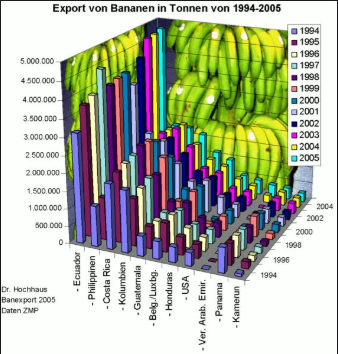 Export von Bananen in Tonnen von 1994-2005
1994
1995
1996
1997
1998
1999
2000
2001
2002
2003
2004
2005
5.000.000
4.500.000
4.000.000
3.500.000
3.000.000
2.500.000
2.000.000
1.500.000
1.000.000
500.000
0
2004
2002
2000
1998
1996
1994
- Ecuador
- Philippinen
- Costa Rica
- Kolumbien
- Guatemala
- Belg./Luxbg.
- Honduras
- USA
- Ver. Arab. Emir.
- Panama
- Kamerun
Dr. Hochhaus
Banexport 2005
Daten ZMP